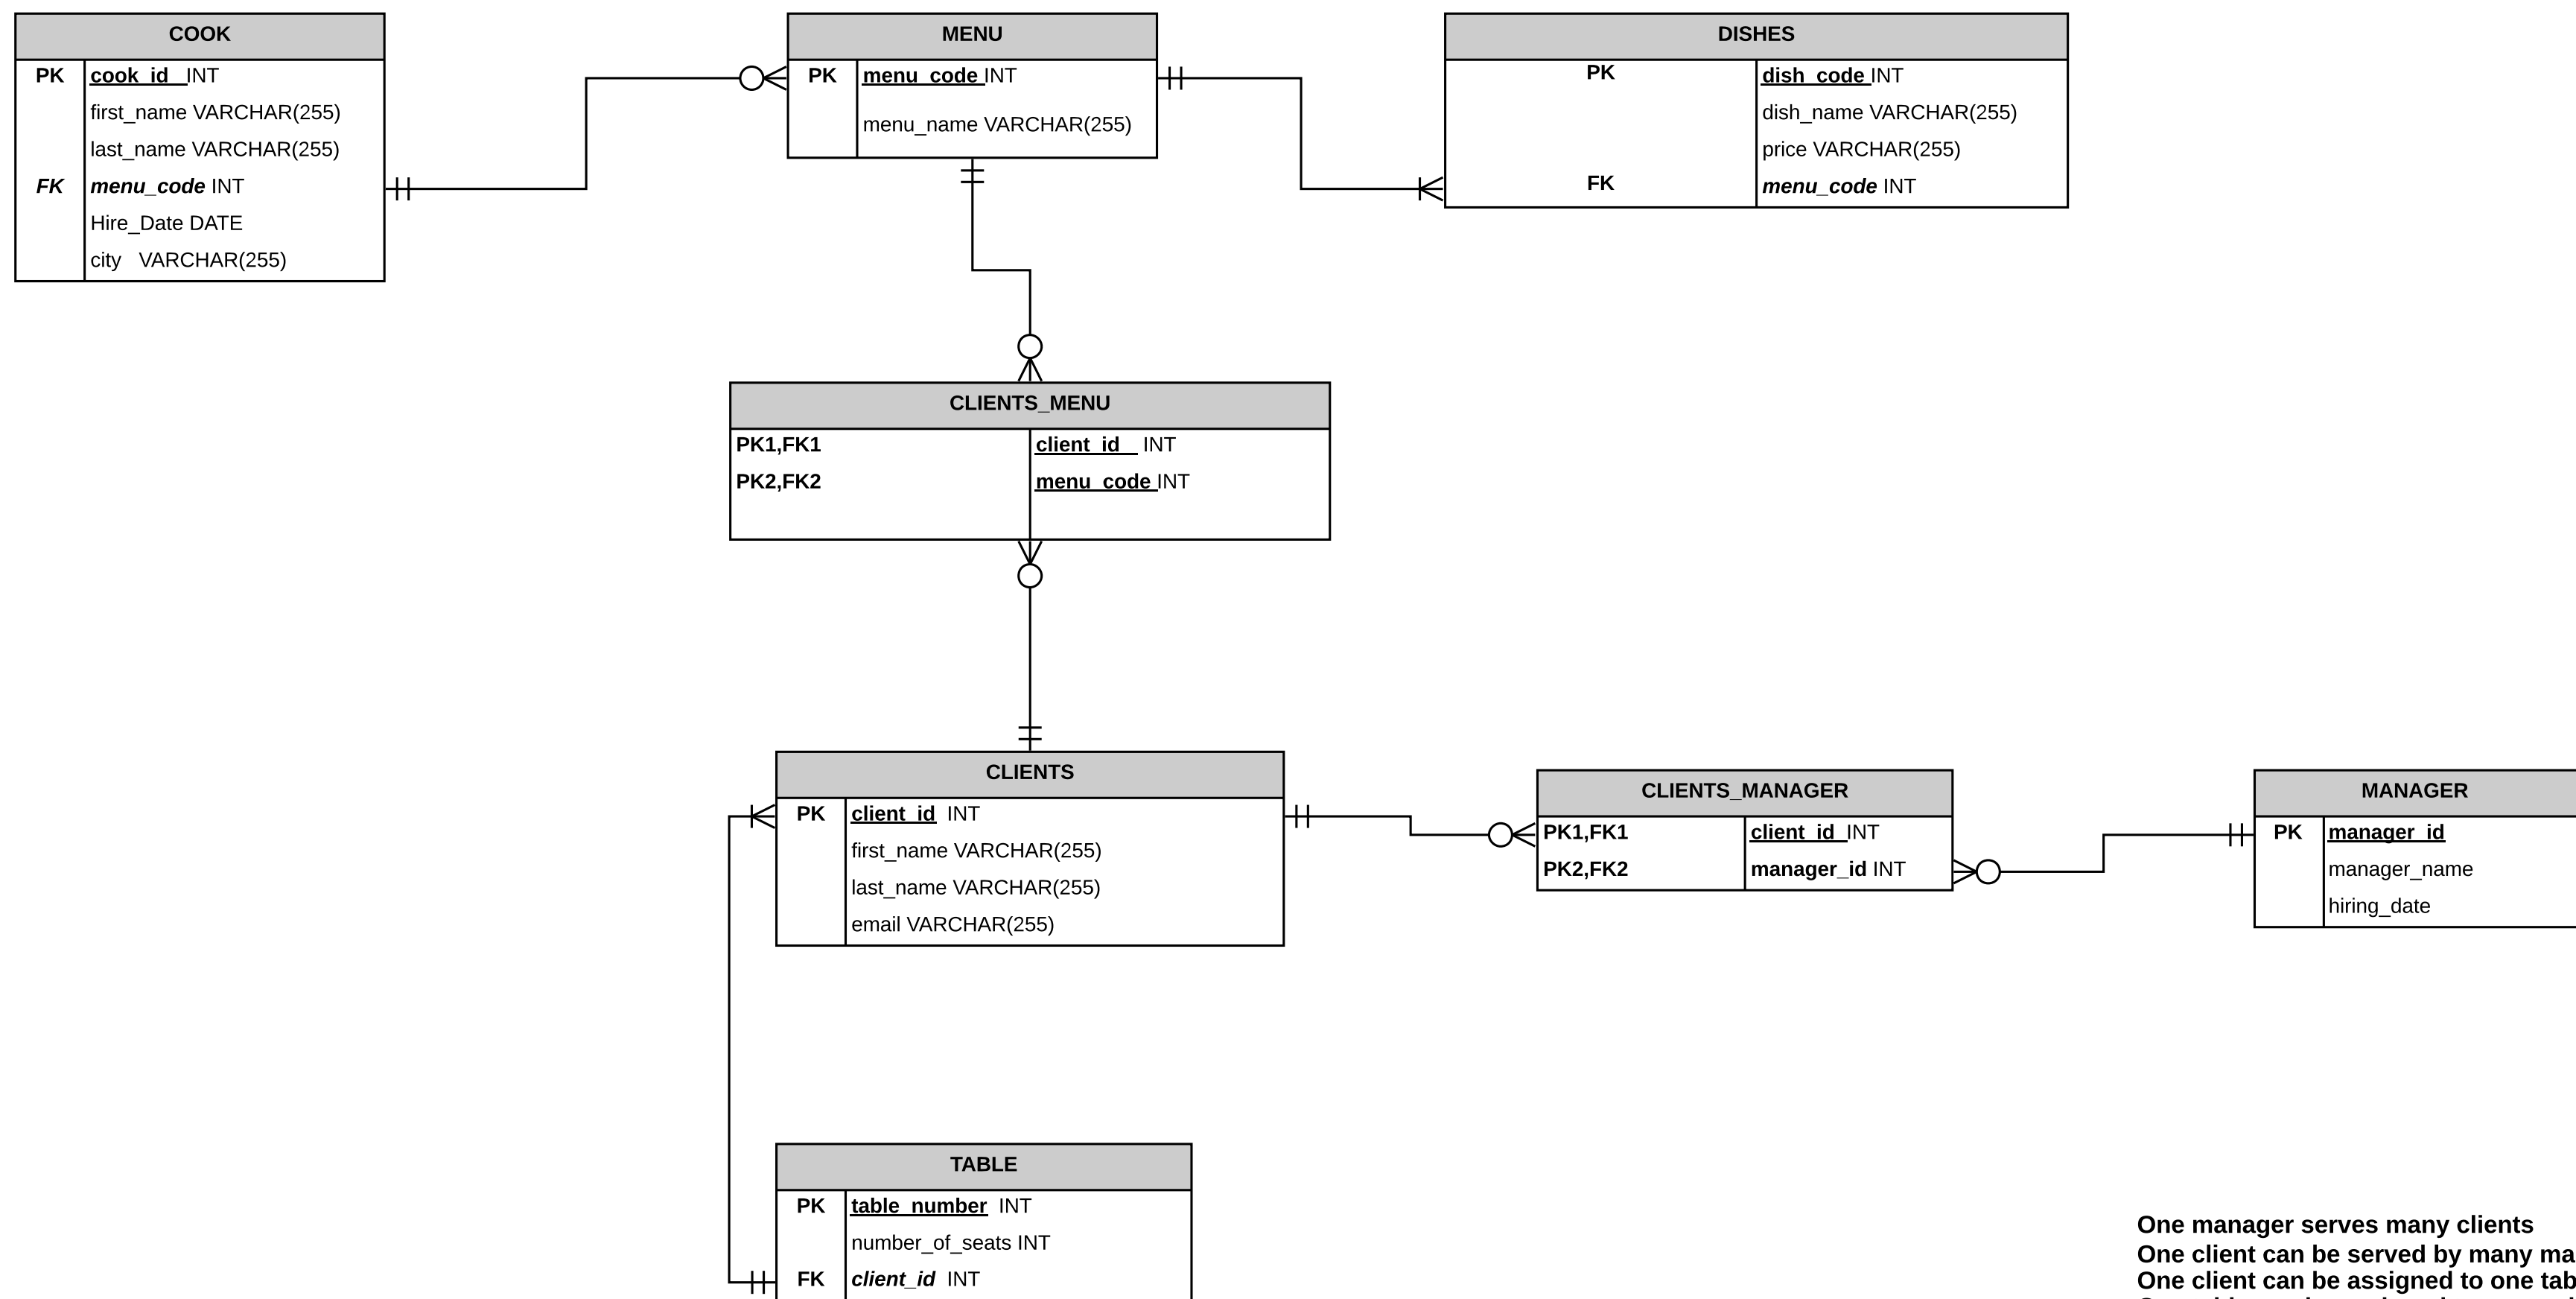 COOK
PK cook_id INT
first_name VARCHAR(255)
last_name VARCHAR(255)
FK menu_code INT
Hire_Date DATE
city VARCHAR(255)
MENU
PK menu_code INT
menu_name VARCHAR(255)
DISHES
PK dish_code INT
dish_name VARCHAR(255)
price VARCHAR(255)
FK menu_code INT
CLIENTS_MENU
PK1,FK1 client_id INT
PK2,FK2 menu_code INT
CLIENTS
PK client_id INT
first_name VARCHAR(255)
last_name VARCHAR(255)
email VARCHAR(255)
CLIENTS_MANAGER
PK1,FK1 client_id INT
PK2,FK2 manager_id INT
MANAGER
PK manager_id
manager_name
hiring_date
TABLE
PK table_number INT
number_of_seats INT
FK client_id INT
One manager serves many clients
One client can be served by many ma
One client can be assigned to one tab